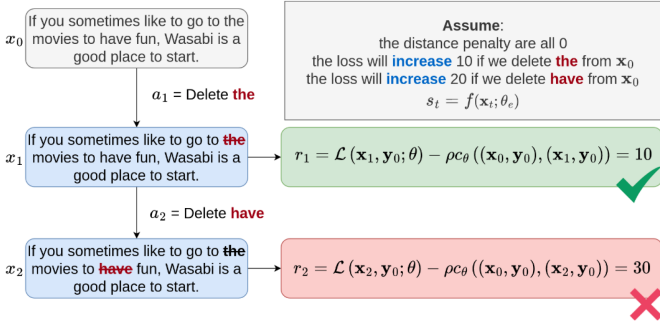 If you sometimes like to go to the
x₀ movies to have fun, Wasabi is a
good place to start.
Assume:
the distance penalty are all 0
the loss will increase 10 if we delete the from x₀
the loss will increase 20 if we delete have from x₀
sₜ = f(xₜ; θₑ)
a₁ = Delete the
If you sometimes like to go to the
x₁ movies to have fun, Wasabi is a
good place to start.
r₁ = ℒ (x₁, y₀; θ) − ρc_θ ((x₀, y₀), (x₁, y₀)) = 10
a₂ = Delete have
If you sometimes like to go to the
x₂ movies to have fun, Wasabi is a
good place to start.
r₂ = ℒ (x₂, y₀; θ) − ρc_θ ((x₀, y₀), (x₂, y₀)) = 30